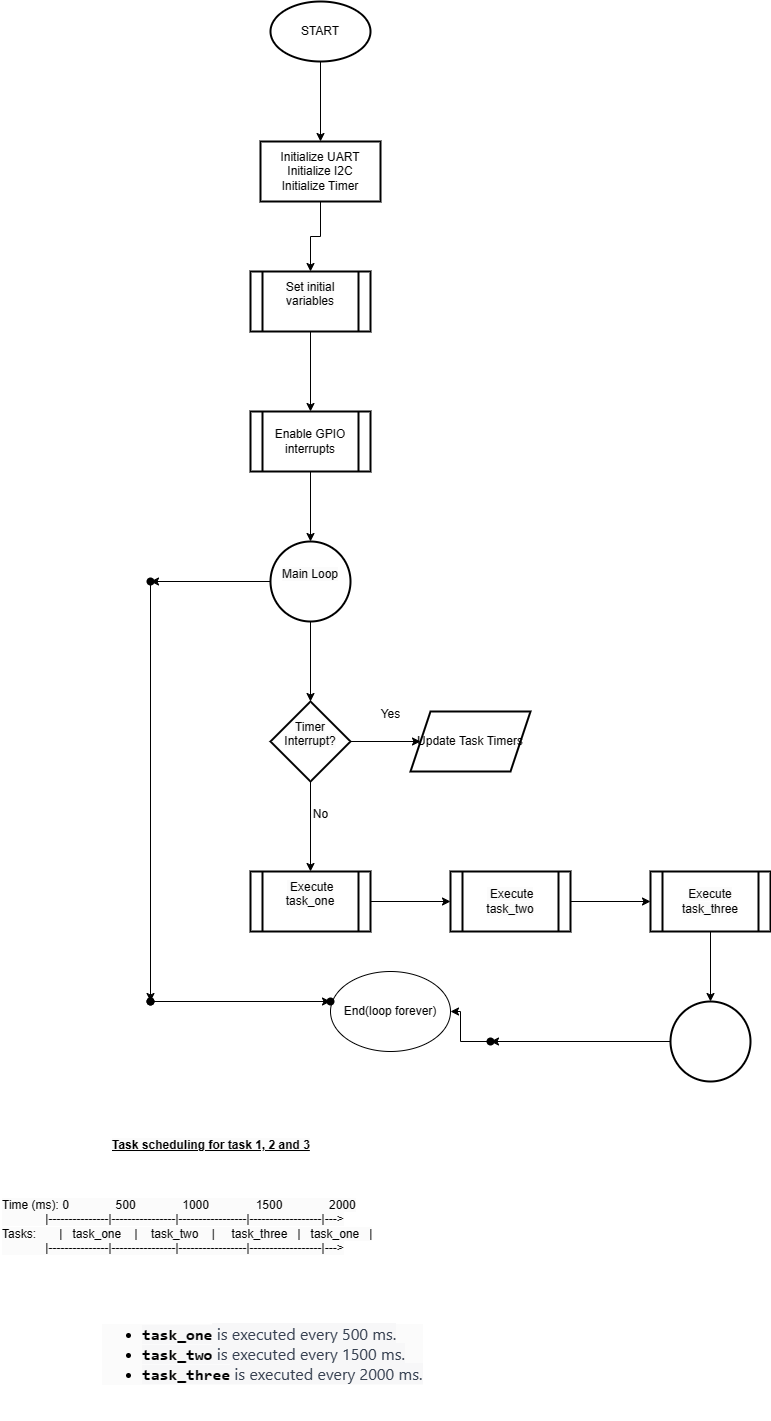 START
Initialize UART
Initialize I2C
Initialize Timer
Set initial
variables
Enable GPIO
interrupts
Main Loop
Timer
Interrupt?
Yes
Update Task Timers
No
Execute
task_one
Execute
task_two
Execute
task_three
End(loop forever)
Task scheduling for task 1, 2 and 3
Time (ms): 0 500 1000 1500 2000
|---------------|----------------|-----------------|------------------|--->
Tasks: | task_one | task_two | task_three | task_one |
|---------------|----------------|-----------------|------------------|--->
• task_one is executed every 500 ms.
• task_two is executed every 1500 ms.
• task_three is executed every 2000 ms.